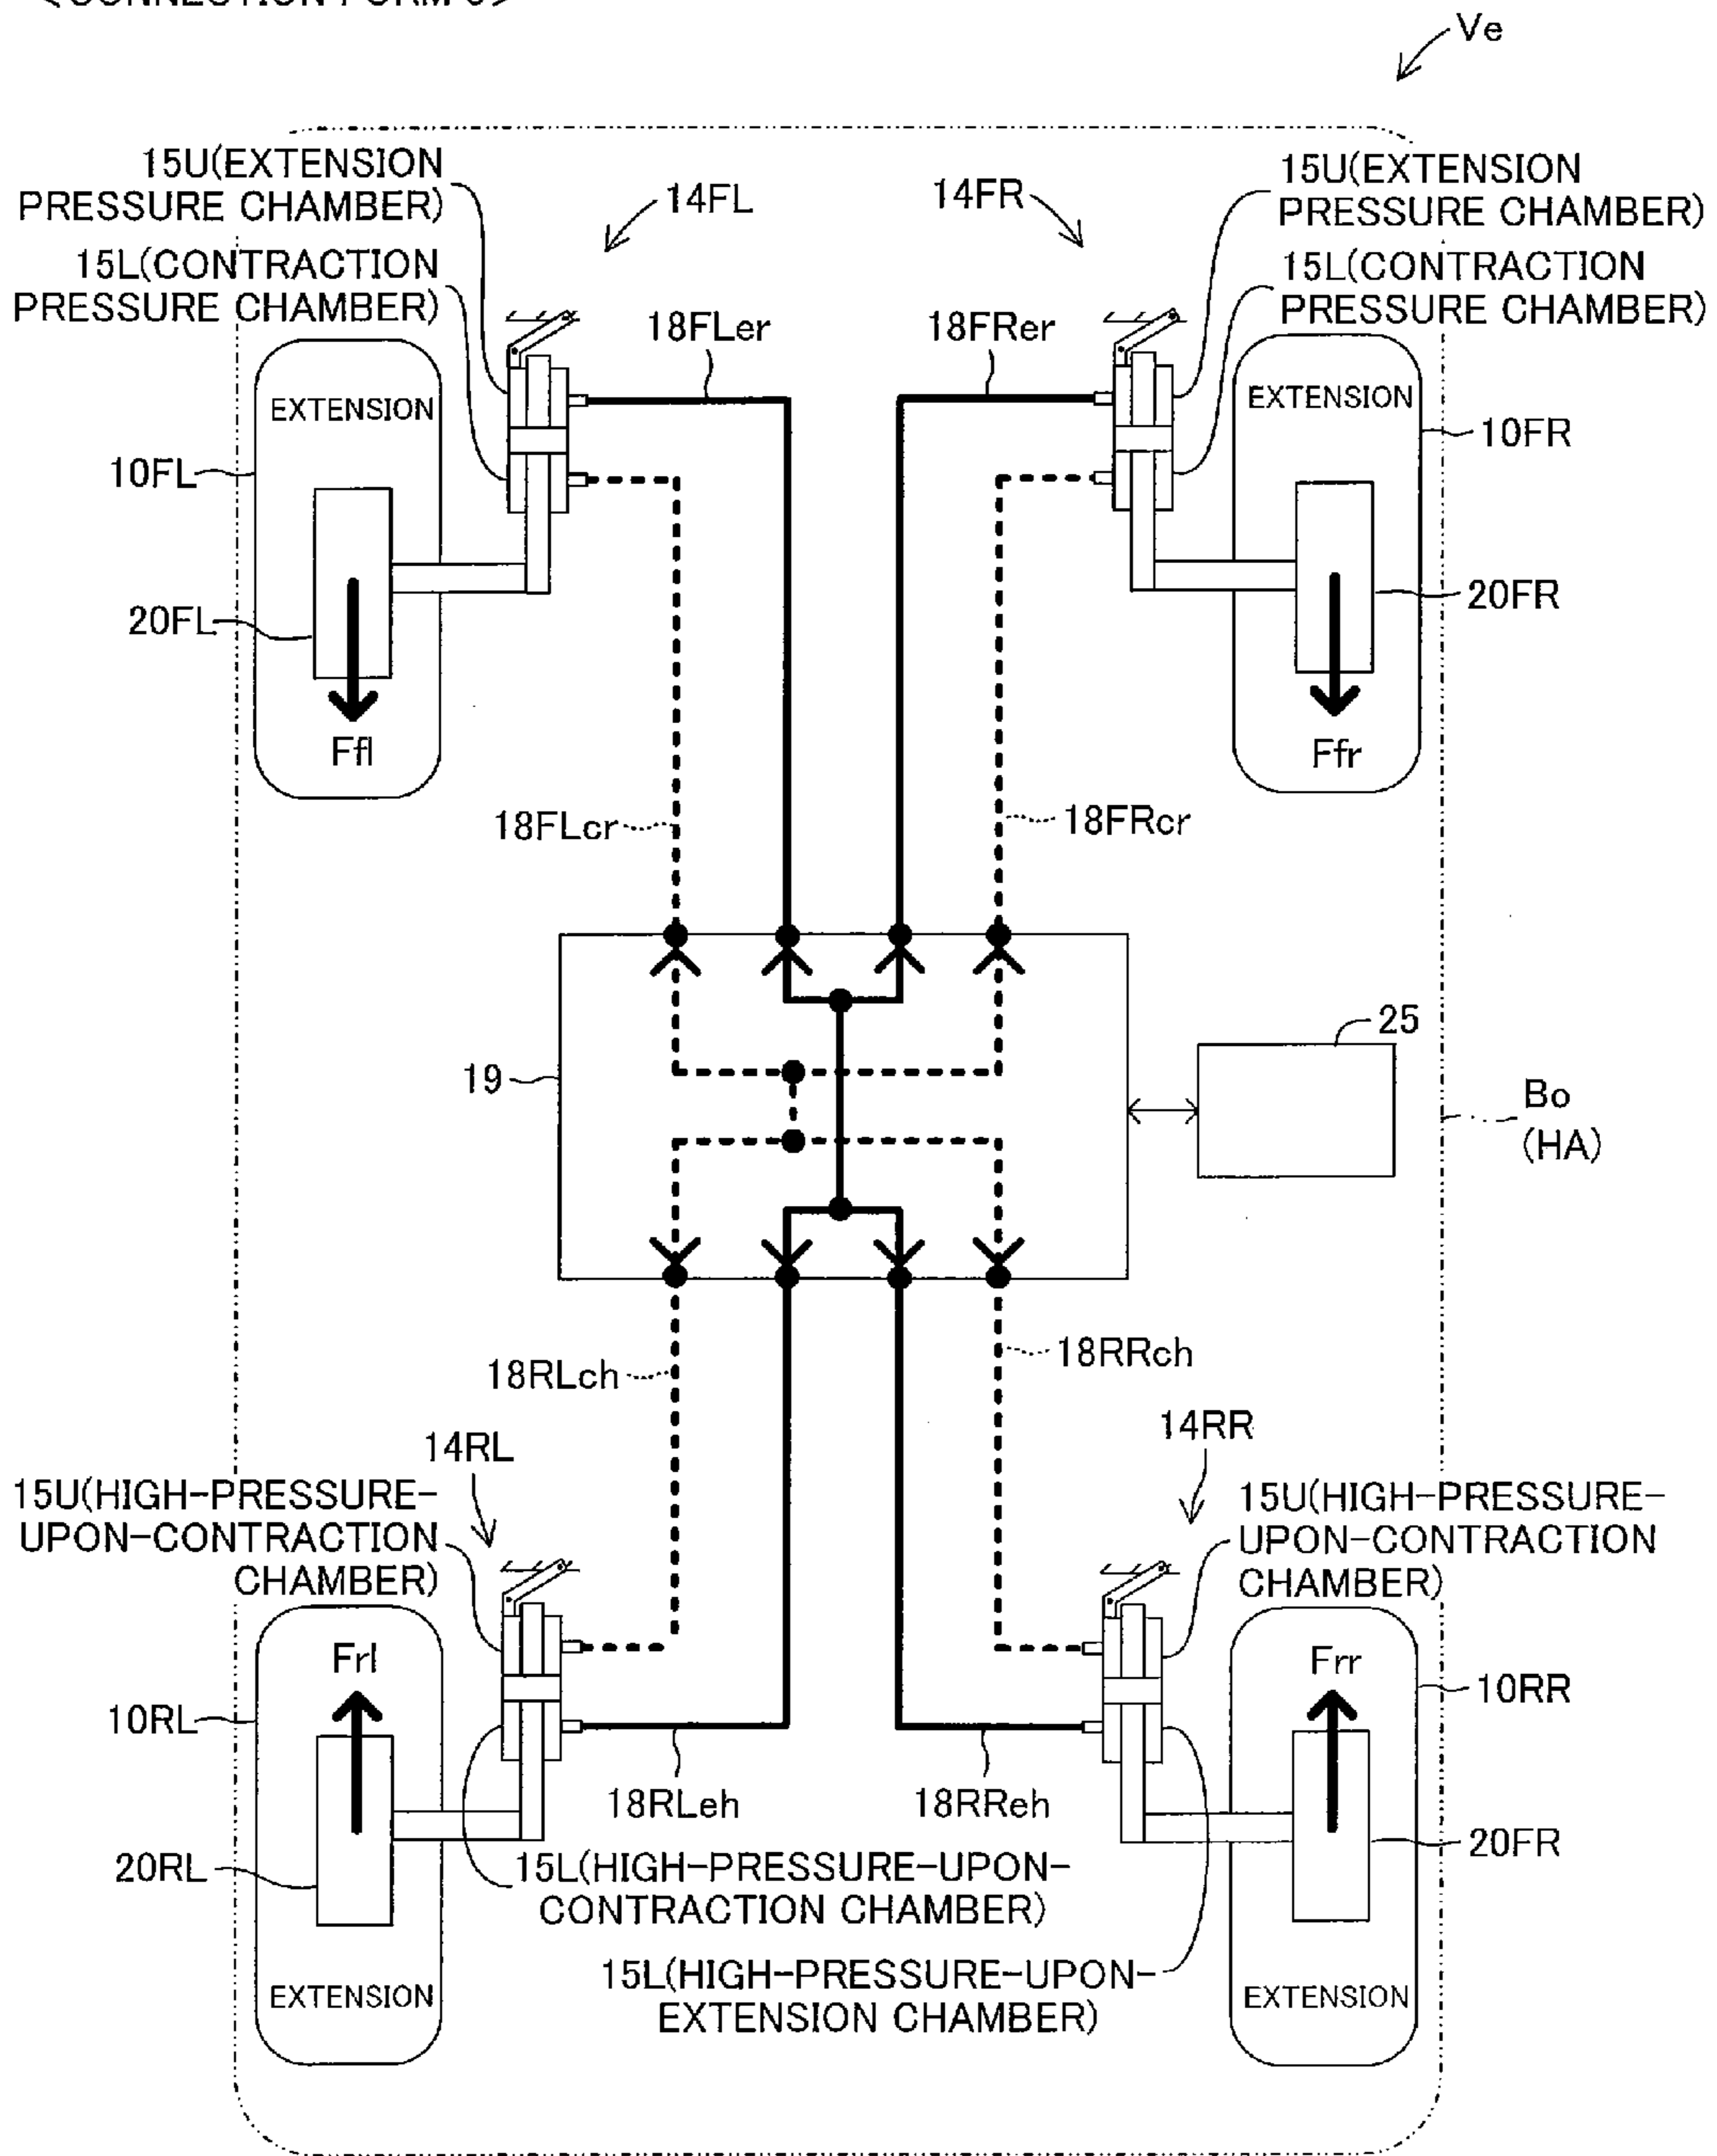 Ve
15U(EXTENSION
PRESSURE CHAMBER)
14FL
14FR
15U(EXTENSION
PRESSURE CHAMBER)
15L(CONTRACTION
PRESSURE CHAMBER)
15L(CONTRACTION
PRESSURE CHAMBER)
18FLer
18FRer
EXTENSION
EXTENSION
10FL
10FR
20FL
20FR
Ffl
Ffr
18FLcr
18FRcr
19
25
Bo
(HA)
18RLch
18RRch
14RL
14RR
15U(HIGH-PRESSURE-
UPON-CONTRACTION
CHAMBER)
15U(HIGH-PRESSURE-
UPON-CONTRACTION
CHAMBER)
Frl
Frr
10RL
10RR
18RLeh
18RReh
20RL
20FR
15L(HIGH-PRESSURE-UPON-
CONTRACTION CHAMBER)
15L(HIGH-PRESSURE-UPON-
EXTENSION CHAMBER)
EXTENSION
EXTENSION